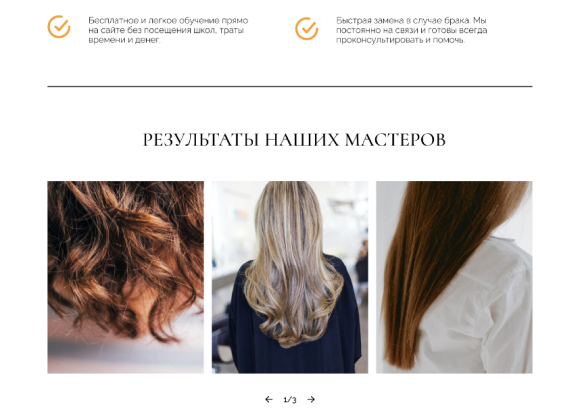 Бесплатное и легкое обучение прямо
на сайте без посещения школ, траты
времени и денег.
Быстрая замена в случае брака. Мы
постоянно на связи и готовы всегда
проконсультировать и помочь.
РЕЗУЛЬТАТЫ НАШИХ МАСТЕРОВ
← 1/3 →